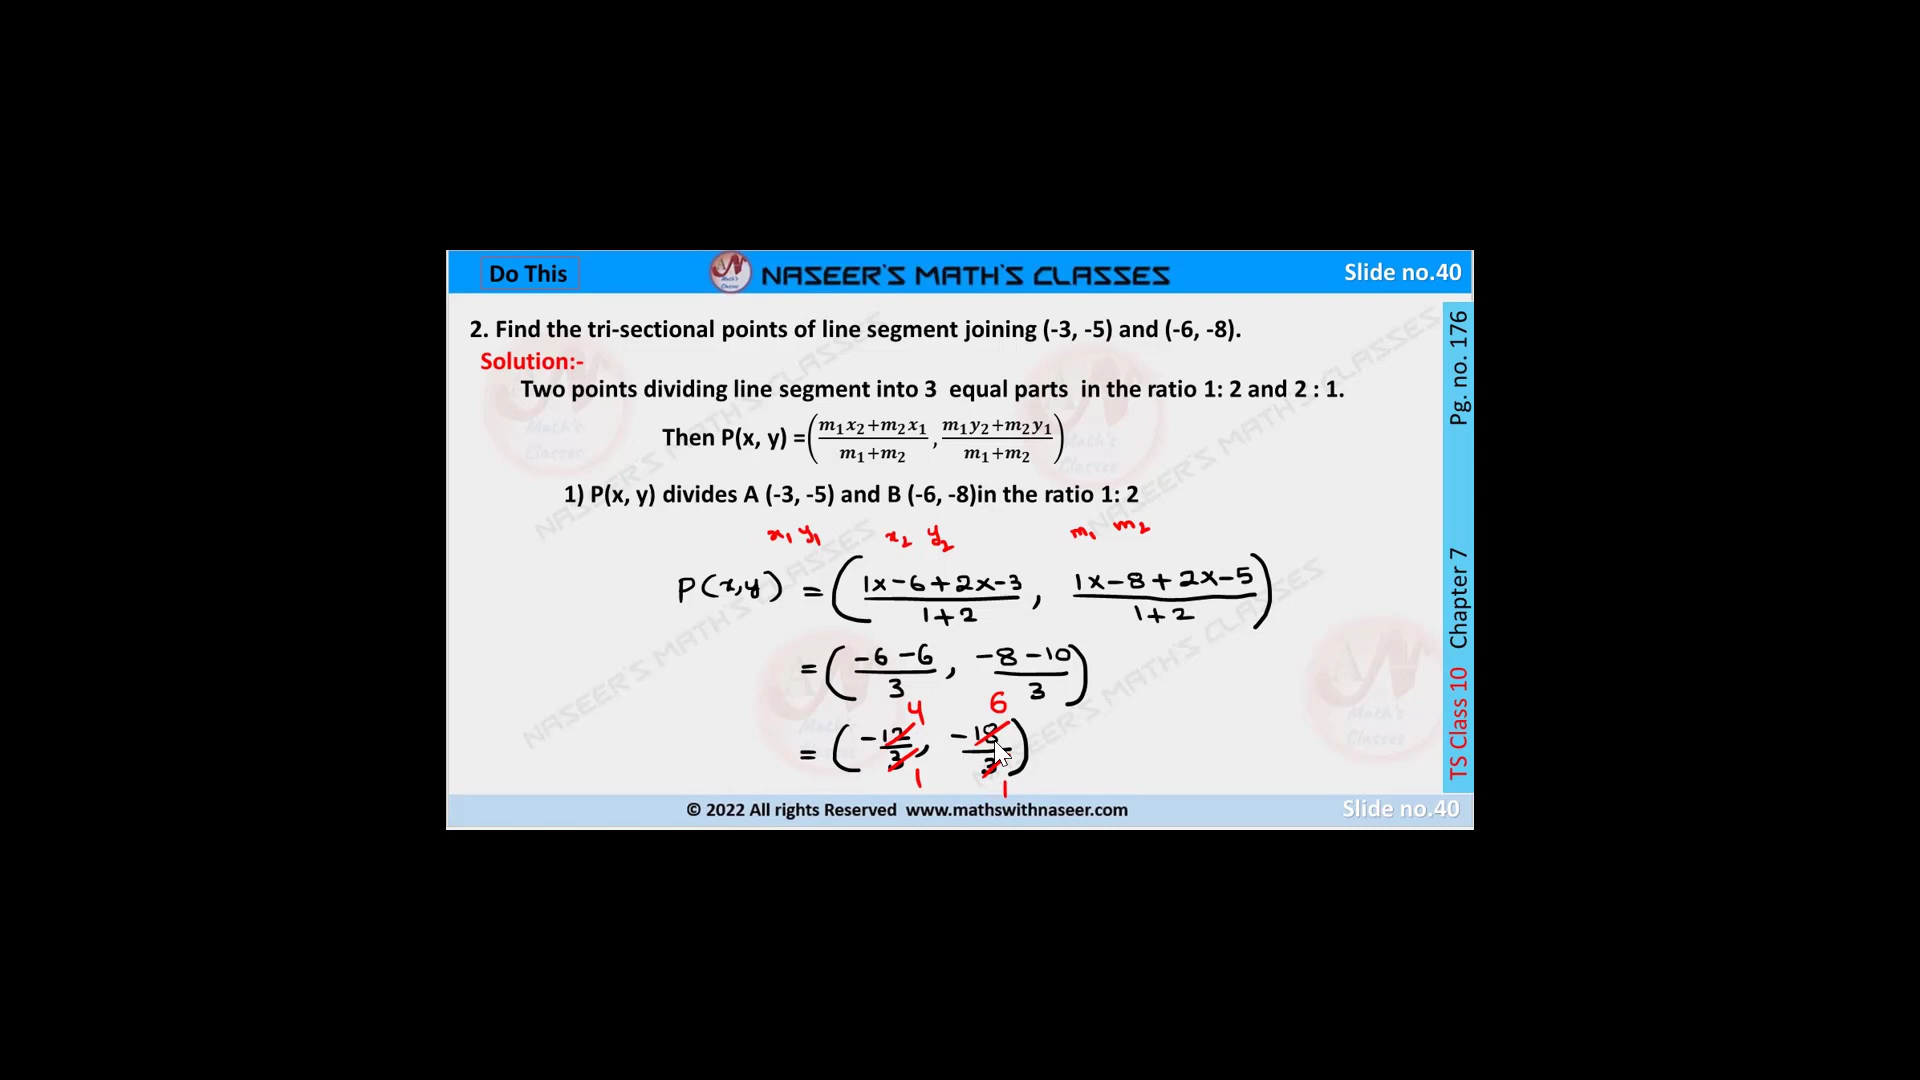 Do This
NASEER'S MATH'S CLASSES
Slide no.40
2. Find the tri-sectional points of line segment joining (-3, -5) and (-6, -8).
Solution:-
Two points dividing line segment into 3 equal parts in the ratio 1: 2 and 2 : 1.
Then P(x, y) =(m₁x₂+m₂x₁/m₁+m₂, m₁y₂+m₂y₁/m₁+m₂)
1) P(x, y) divides A (-3, -5) and B (-6, -8)in the ratio 1: 2
x₁ y₁ x₂ y₂ m₁ m₂
P(x,y) = (1x-6+2x-3/1+2, 1x-8+2x-5/1+2)
= (-6-6/3, -8-10/3)
4 6
= (-12/3, -18/3)
1 1
Pg. no. 176
Chapter 7
TS Class 10
© 2022 All rights Reserved www.mathswithnaseer.com
Slide no.40